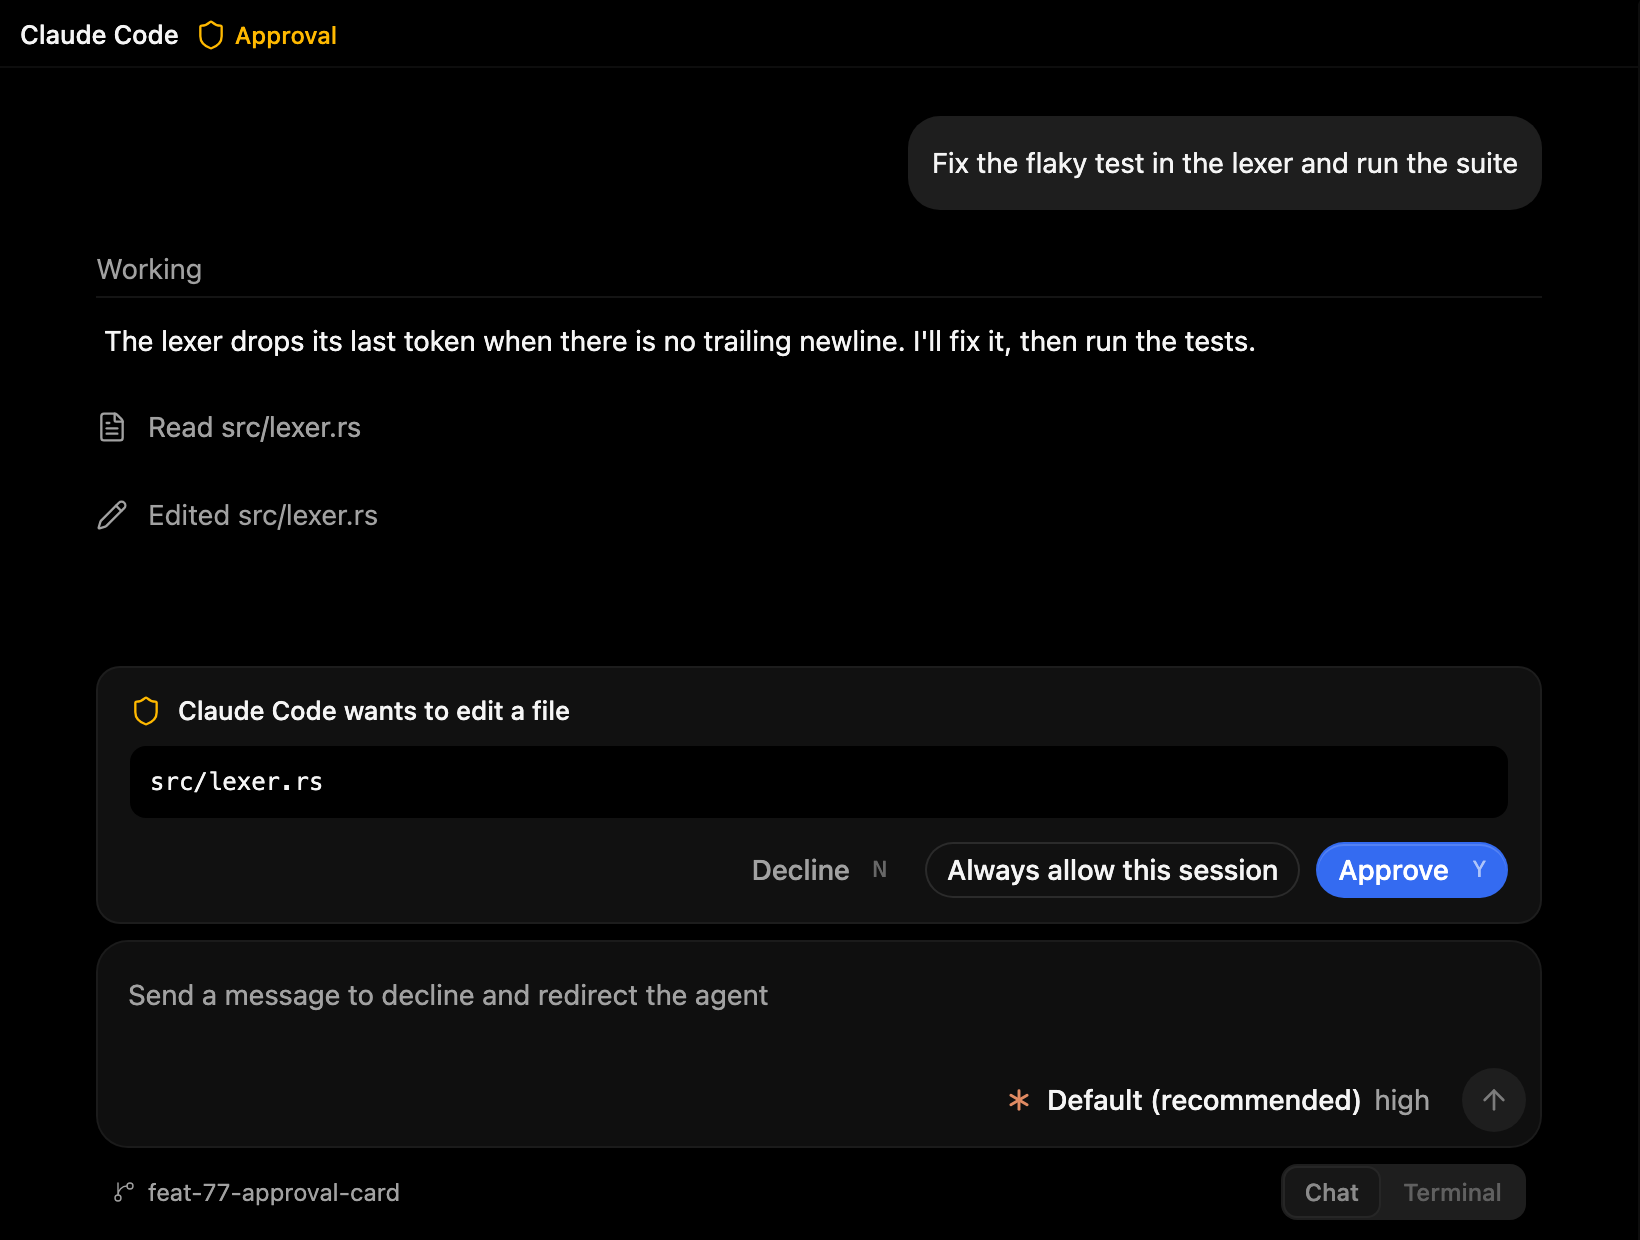 Claude Code Approval
Fix the flaky test in the lexer and run the suite
Working
The lexer drops its last token when there is no trailing newline. I'll fix it, then run the tests.
Read src/lexer.rs
Edited src/lexer.rs
Claude Code wants to edit a file
src/lexer.rs
Decline N Always allow this session Approve Y
Send a message to decline and redirect the agent
Default (recommended) high
feat-77-approval-card Chat Terminal